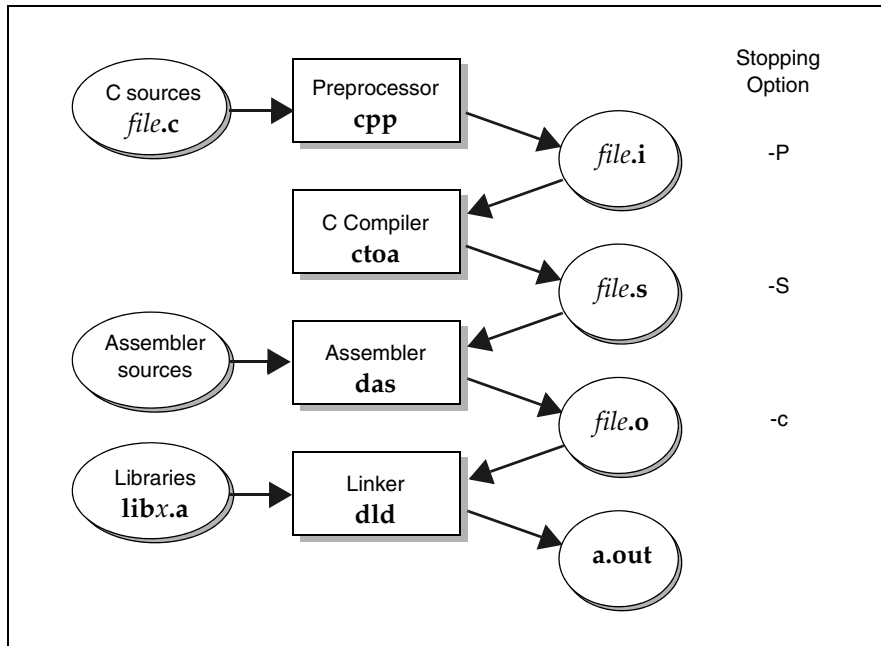 Stopping
Option
C sources
file.c
Preprocessor
cpp
file.i
-P
C Compiler
ctoa
file.s
-S
Assembler
sources
Assembler
das
file.o
-c
Libraries
libx.a
Linker
dld
a.out